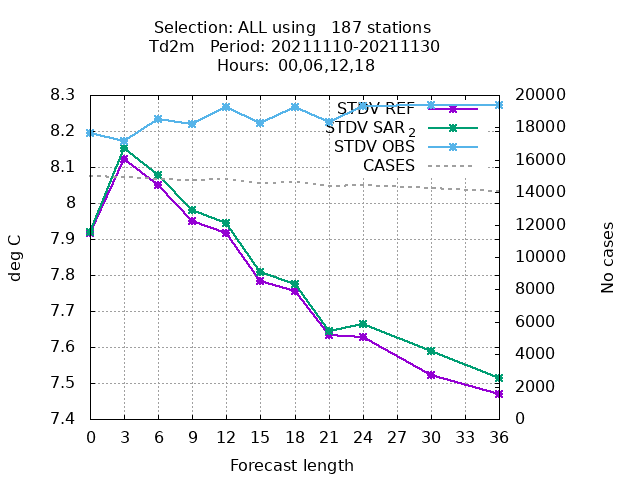 Selection: ALL using   187 stations
Td2m   Period: 20211110-20211130
Hours:  00,06,12,18
8.3
8.2
8.1
8
7.9
7.8
7.7
7.6
7.5
7.4
deg C
STDV REF
STDV SAR 2
STDV OBS
CASES
20000
18000
16000
14000
12000
10000
8000
6000
4000
2000
0
No cases
0 3 6 9 12 15 18 21 24 27 30 33 36
Forecast length